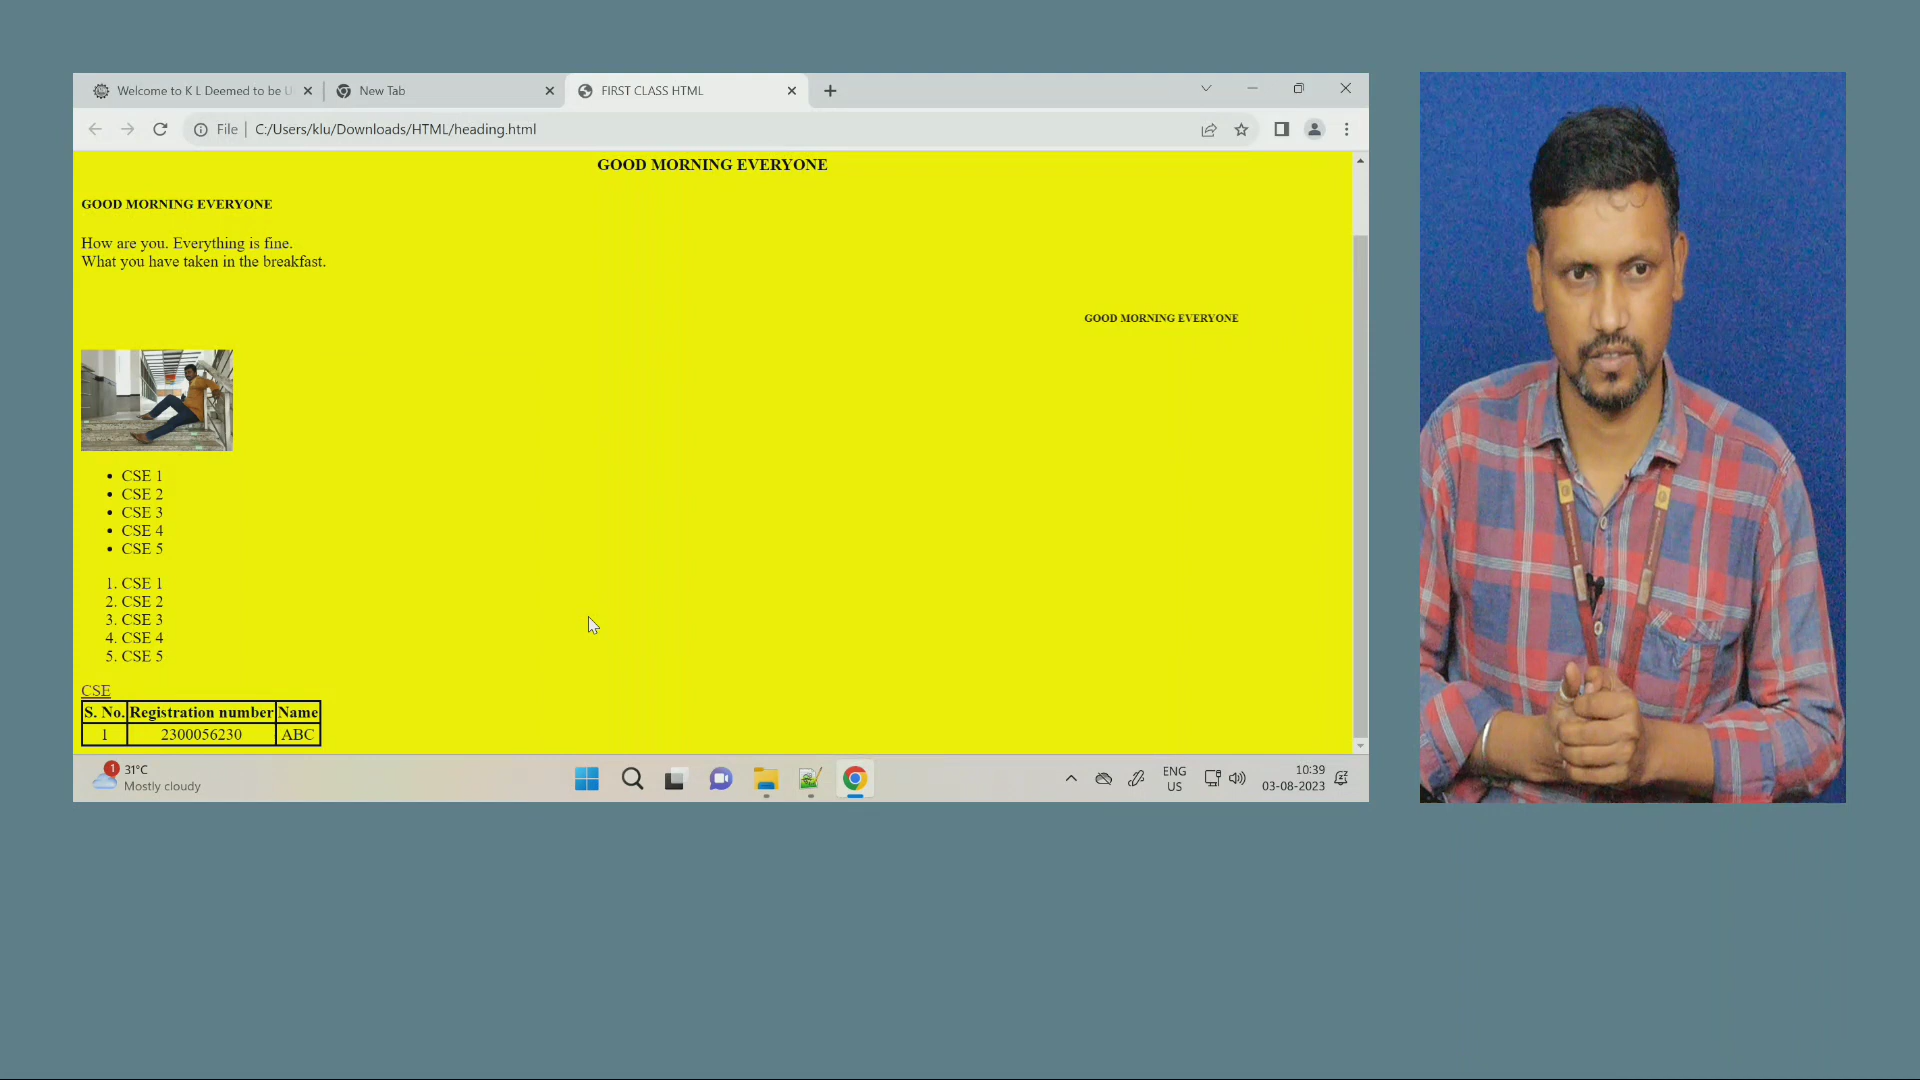 Welcome to K L Deemed to be U
New Tab
FIRST CLASS HTML
File
C:/Users/klu/Downloads/HTML/heading.html
GOOD MORNING EVERYONE
GOOD MORNING EVERYONE
How are you. Everything is fine.
What you have taken in the breakfast.
GOOD MORNING EVERYONE
• CSE 1
• CSE 2
• CSE 3
• CSE 4
• CSE 5
1. CSE 1
2. CSE 2
3. CSE 3
4. CSE 4
5. CSE 5
CSE
S. No. Registration number Name
1 2300056230 ABC
1
31°C
Mostly cloudy
ENG
US
10:39
03-08-2023